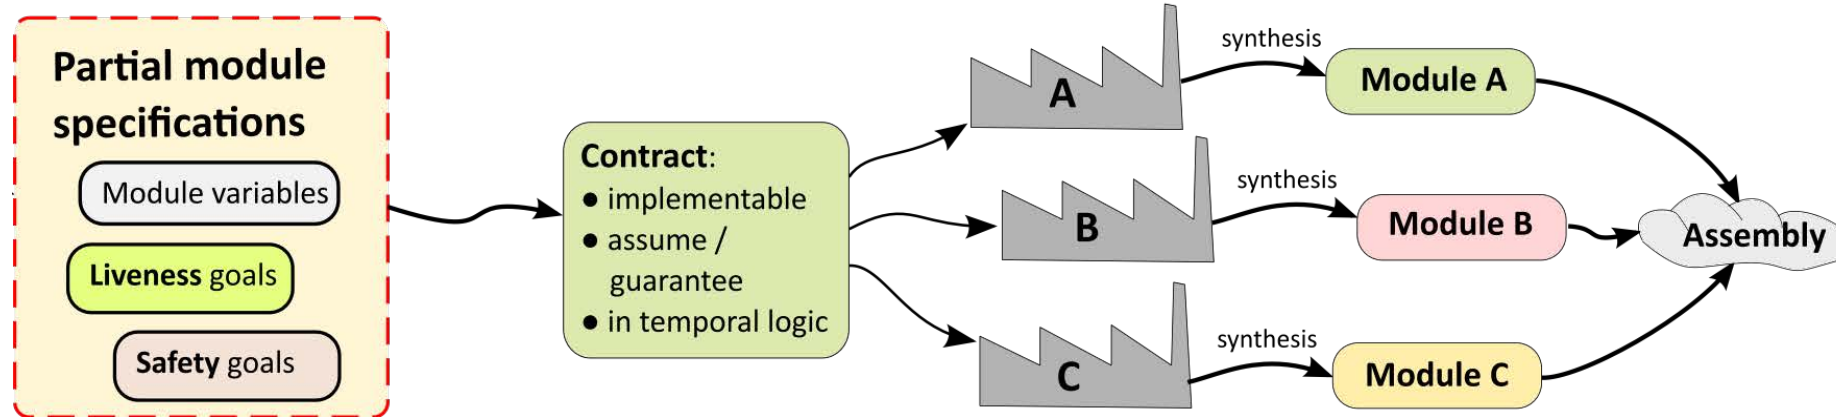 Partial module
specifications
Module variables
Liveness goals
Safety goals
Contract:
● implementable
● assume /
guarantee
● in temporal logic
A
synthesis
Module A
B
synthesis
Module B
C
synthesis
Module C
Assembly